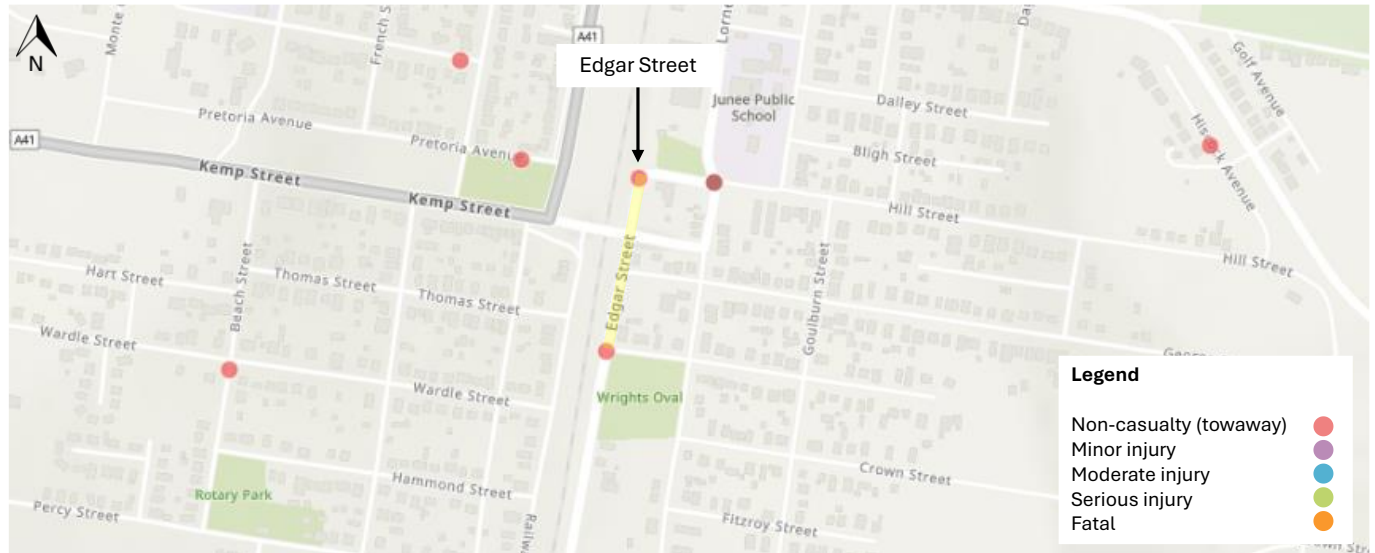 N
Edgar Street
A41
A41
Pretoria Avenue
Pretoria Avenu
Junee Public
School
Dalley Street
Bligh Street
Golf Avenue
Kemp Street
Kemp Street
Hill Street
Hill Street
Hart Street
Beach Street
Thomas Street
Thomas Street
Edgar Street
Goulburn Street
Wardle Street
Wardle Street
Wrights Oval
Crown Street
Rotary Park
Hammond Street
Percy Street
Fitzroy Street
Legend
Non-casualty (towaway)
Minor injury
Moderate injury
Serious injury
Fatal